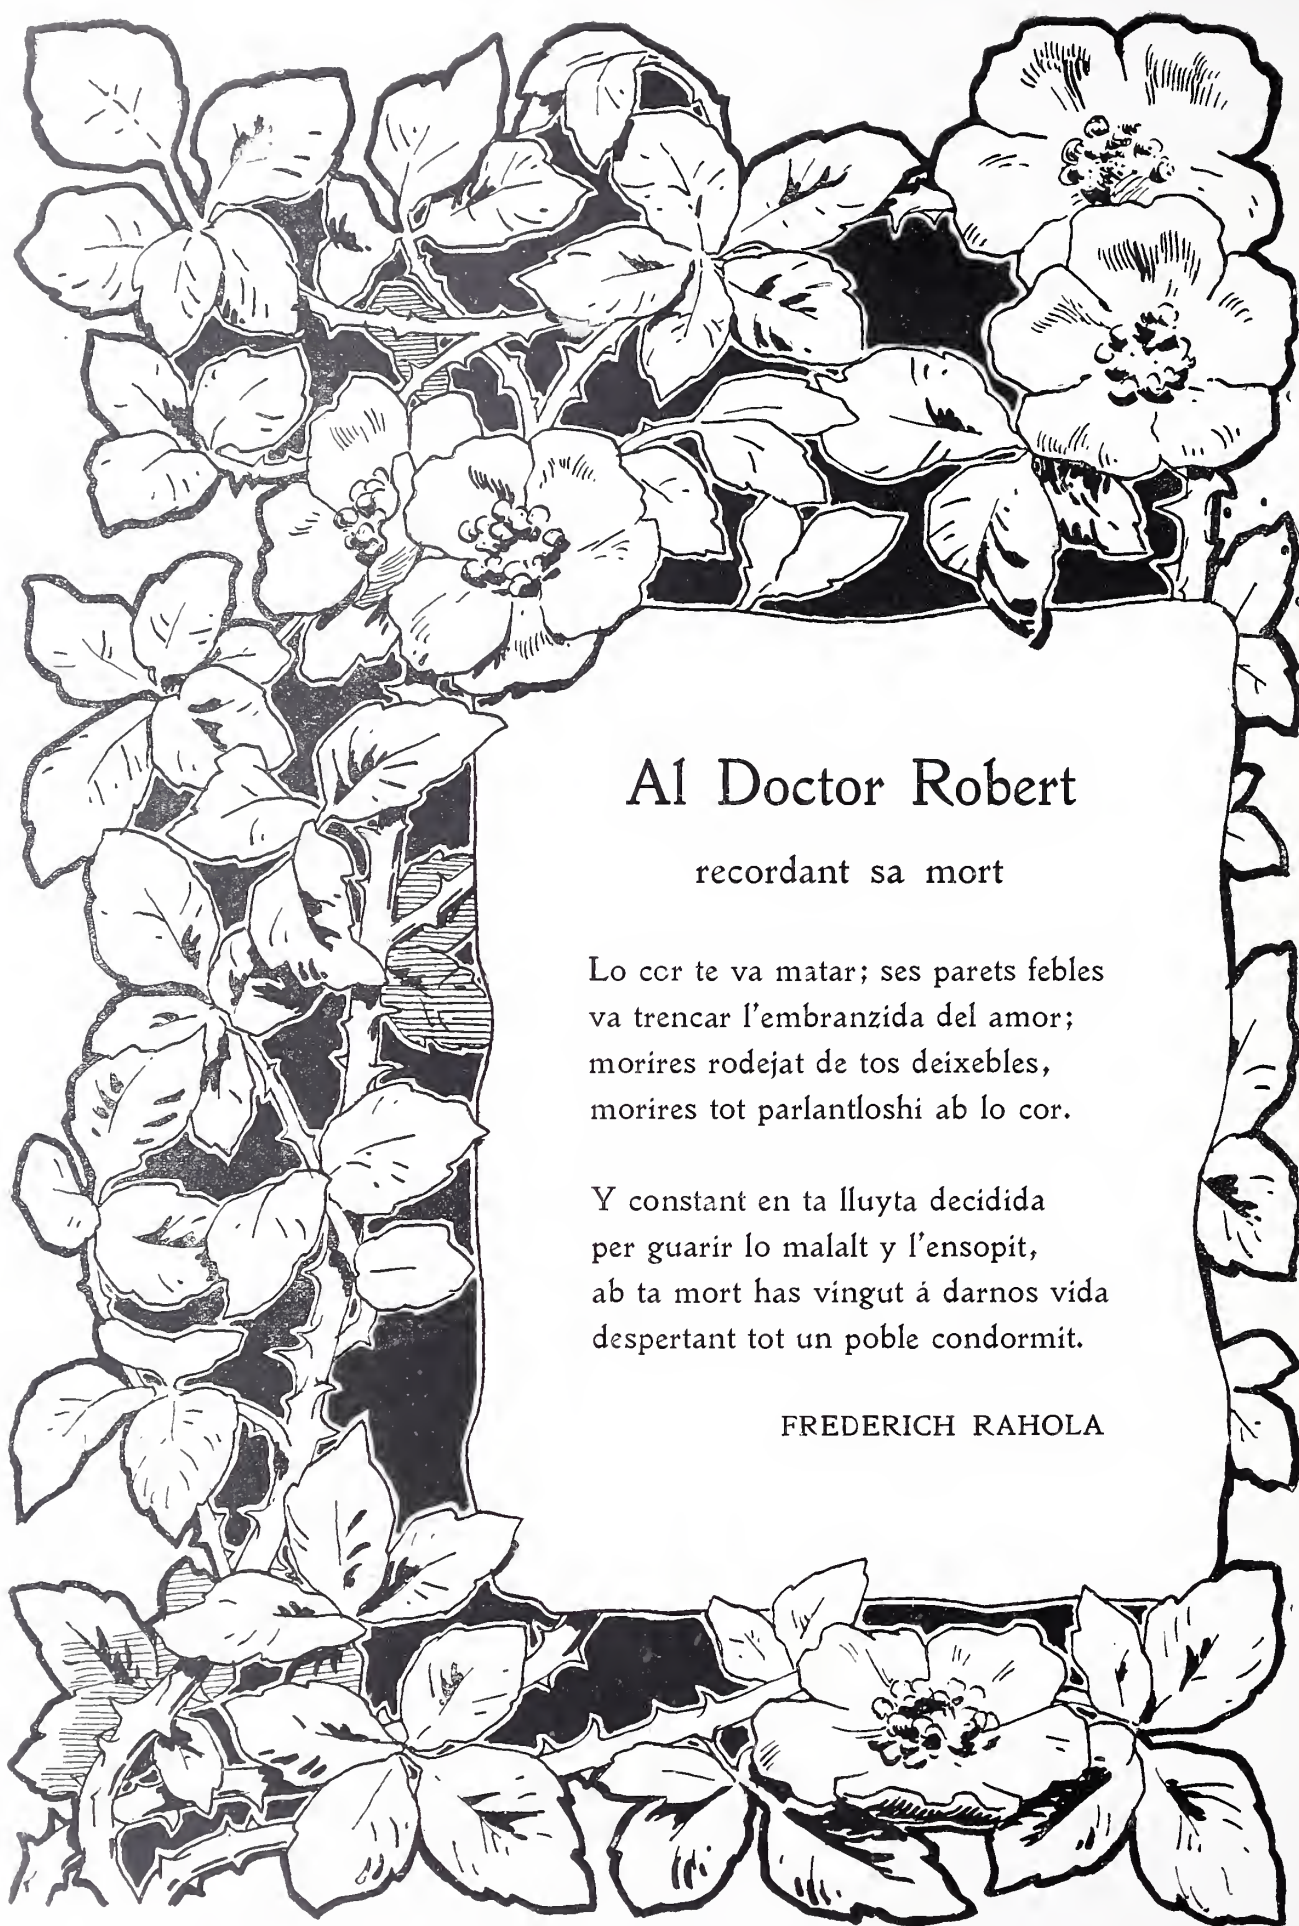 Al Doctor Robert
recordant sa mort
Lo cor te va matar; ses parets febles
va trencar l'embranzida del amor;
morires rodejat de tos deixebles,
morires tot parlantloshi ab lo cor.
Y constant en ta lluyta decidida
per guarir lo malalt y l'ensopit,
ab ta mort has vingut á darnos vida
despertant tot un poble condormit.
FREDERICH RAHOLA